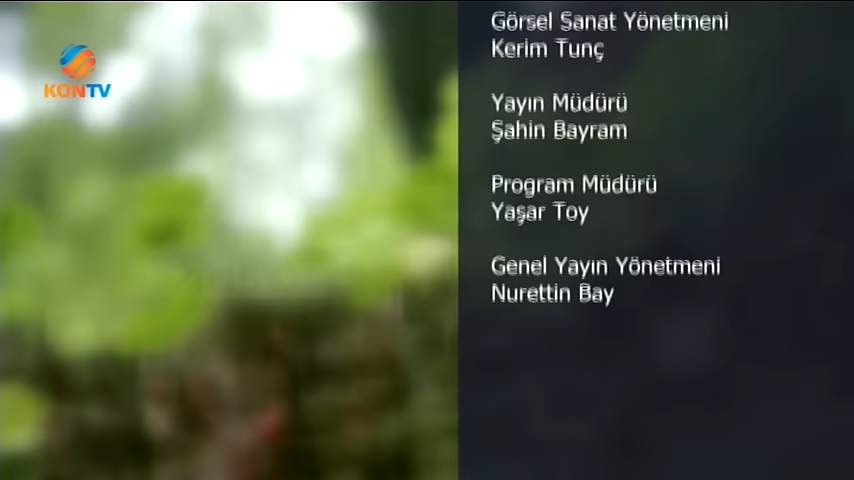 KONTV
Görsel Sanat Yönetmeni
Kerim Tunç
Yayın Müdürü
Şahin Bayram
Program Müdürü
Yaşar Toy
Genel Yayın Yönetmeni
Nurettin Bay